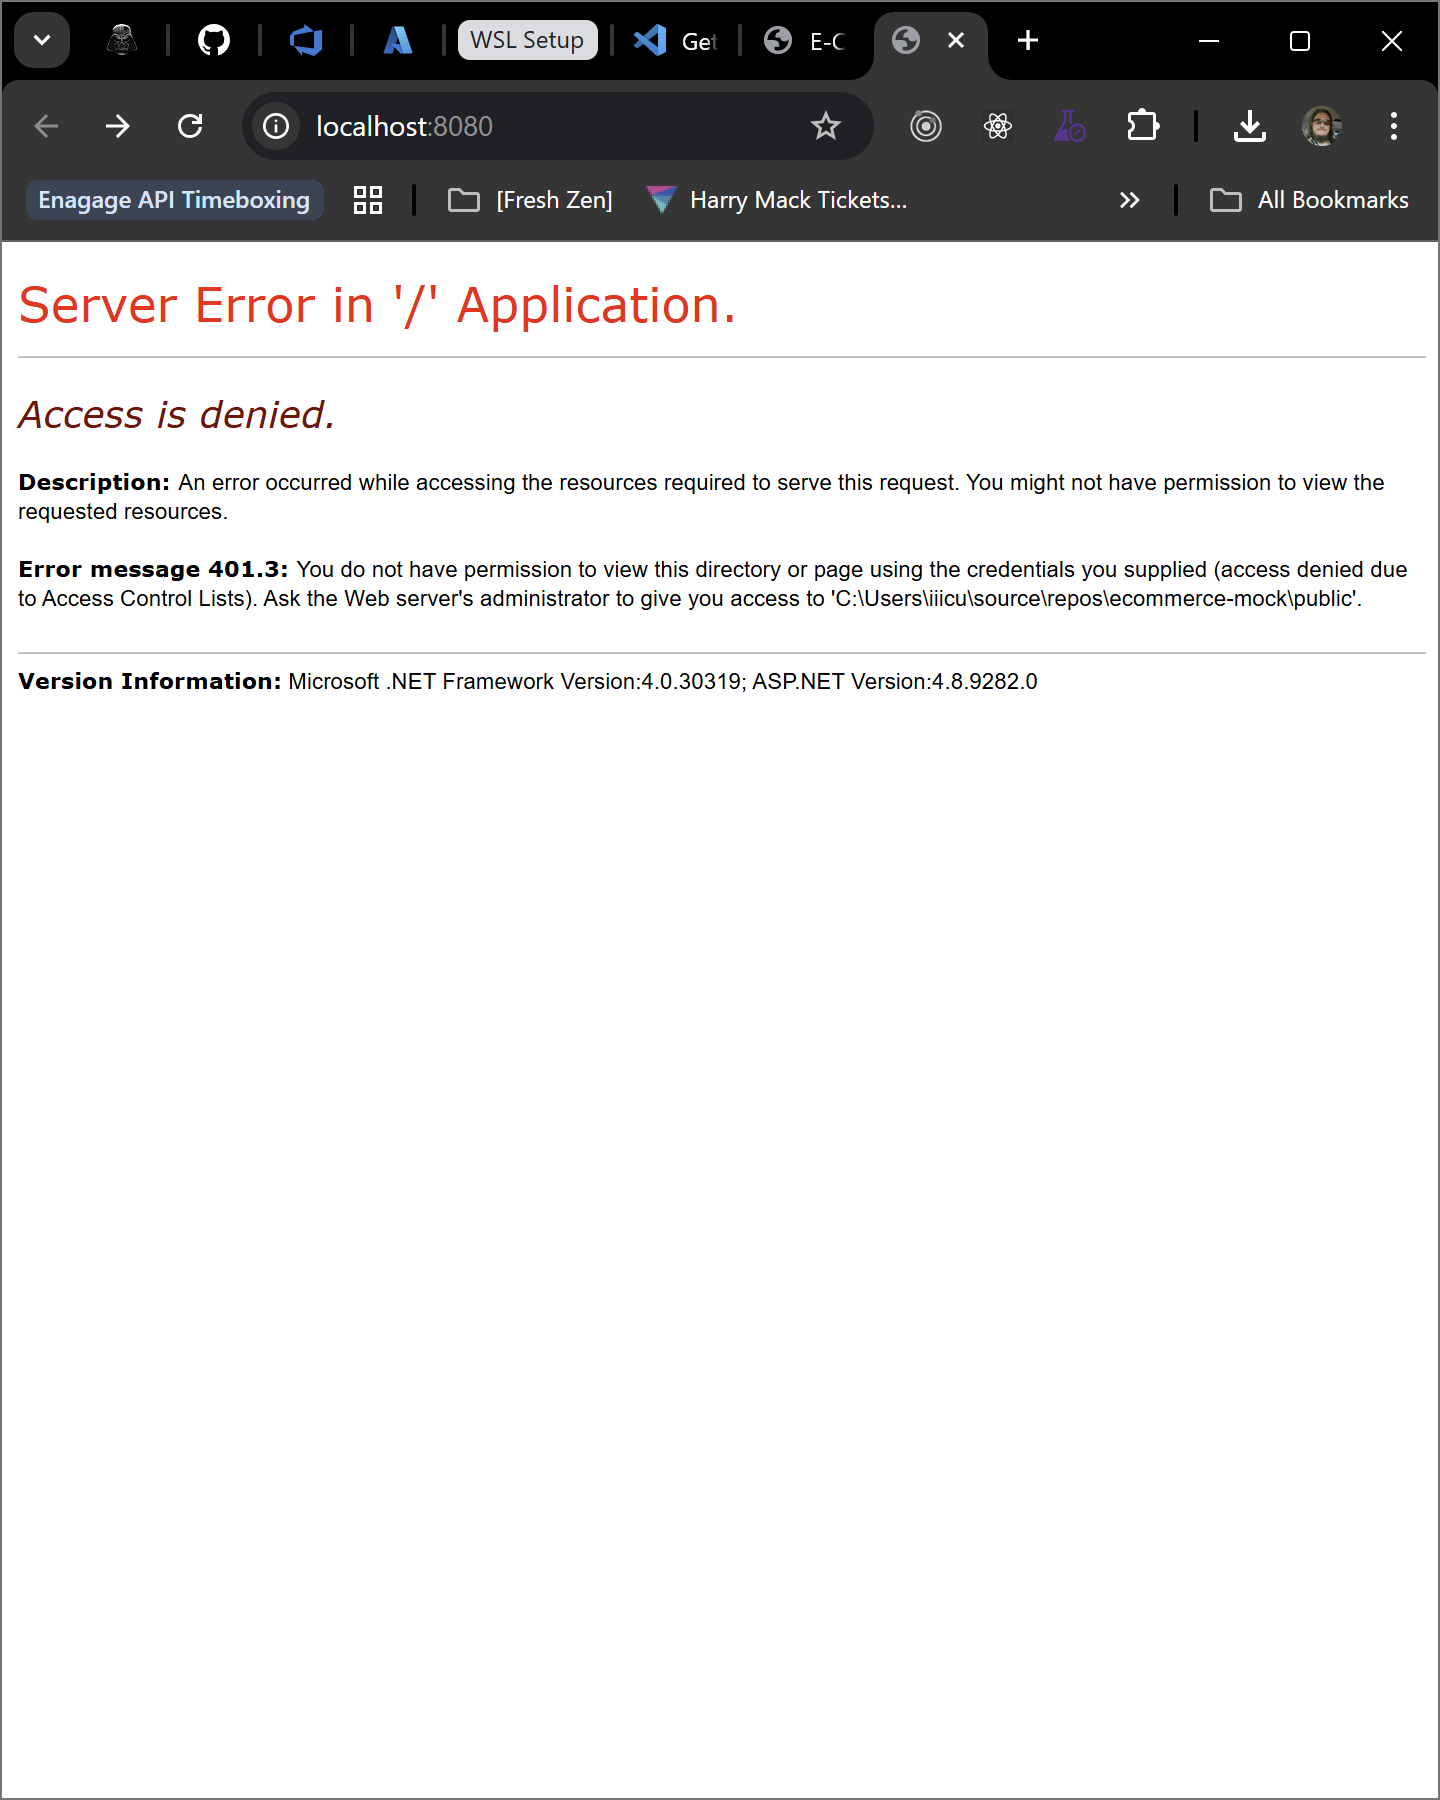 WSL Setup
Get
E-C
localhost:8080
Enagage API Timeboxing
[Fresh Zen]
Harry Mack Tickets...
All Bookmarks
Server Error in '/' Application.
Access is denied.
Description: An error occurred while accessing the resources required to serve this request. You might not have permission to view the
requested resources.
Error message 401.3: You do not have permission to view this directory or page using the credentials you supplied (access denied due
to Access Control Lists). Ask the Web server's administrator to give you access to 'C:\Users\iiicu\source\repos\ecommerce-mock\public'.
Version Information: Microsoft .NET Framework Version:4.0.30319; ASP.NET Version:4.8.9282.0